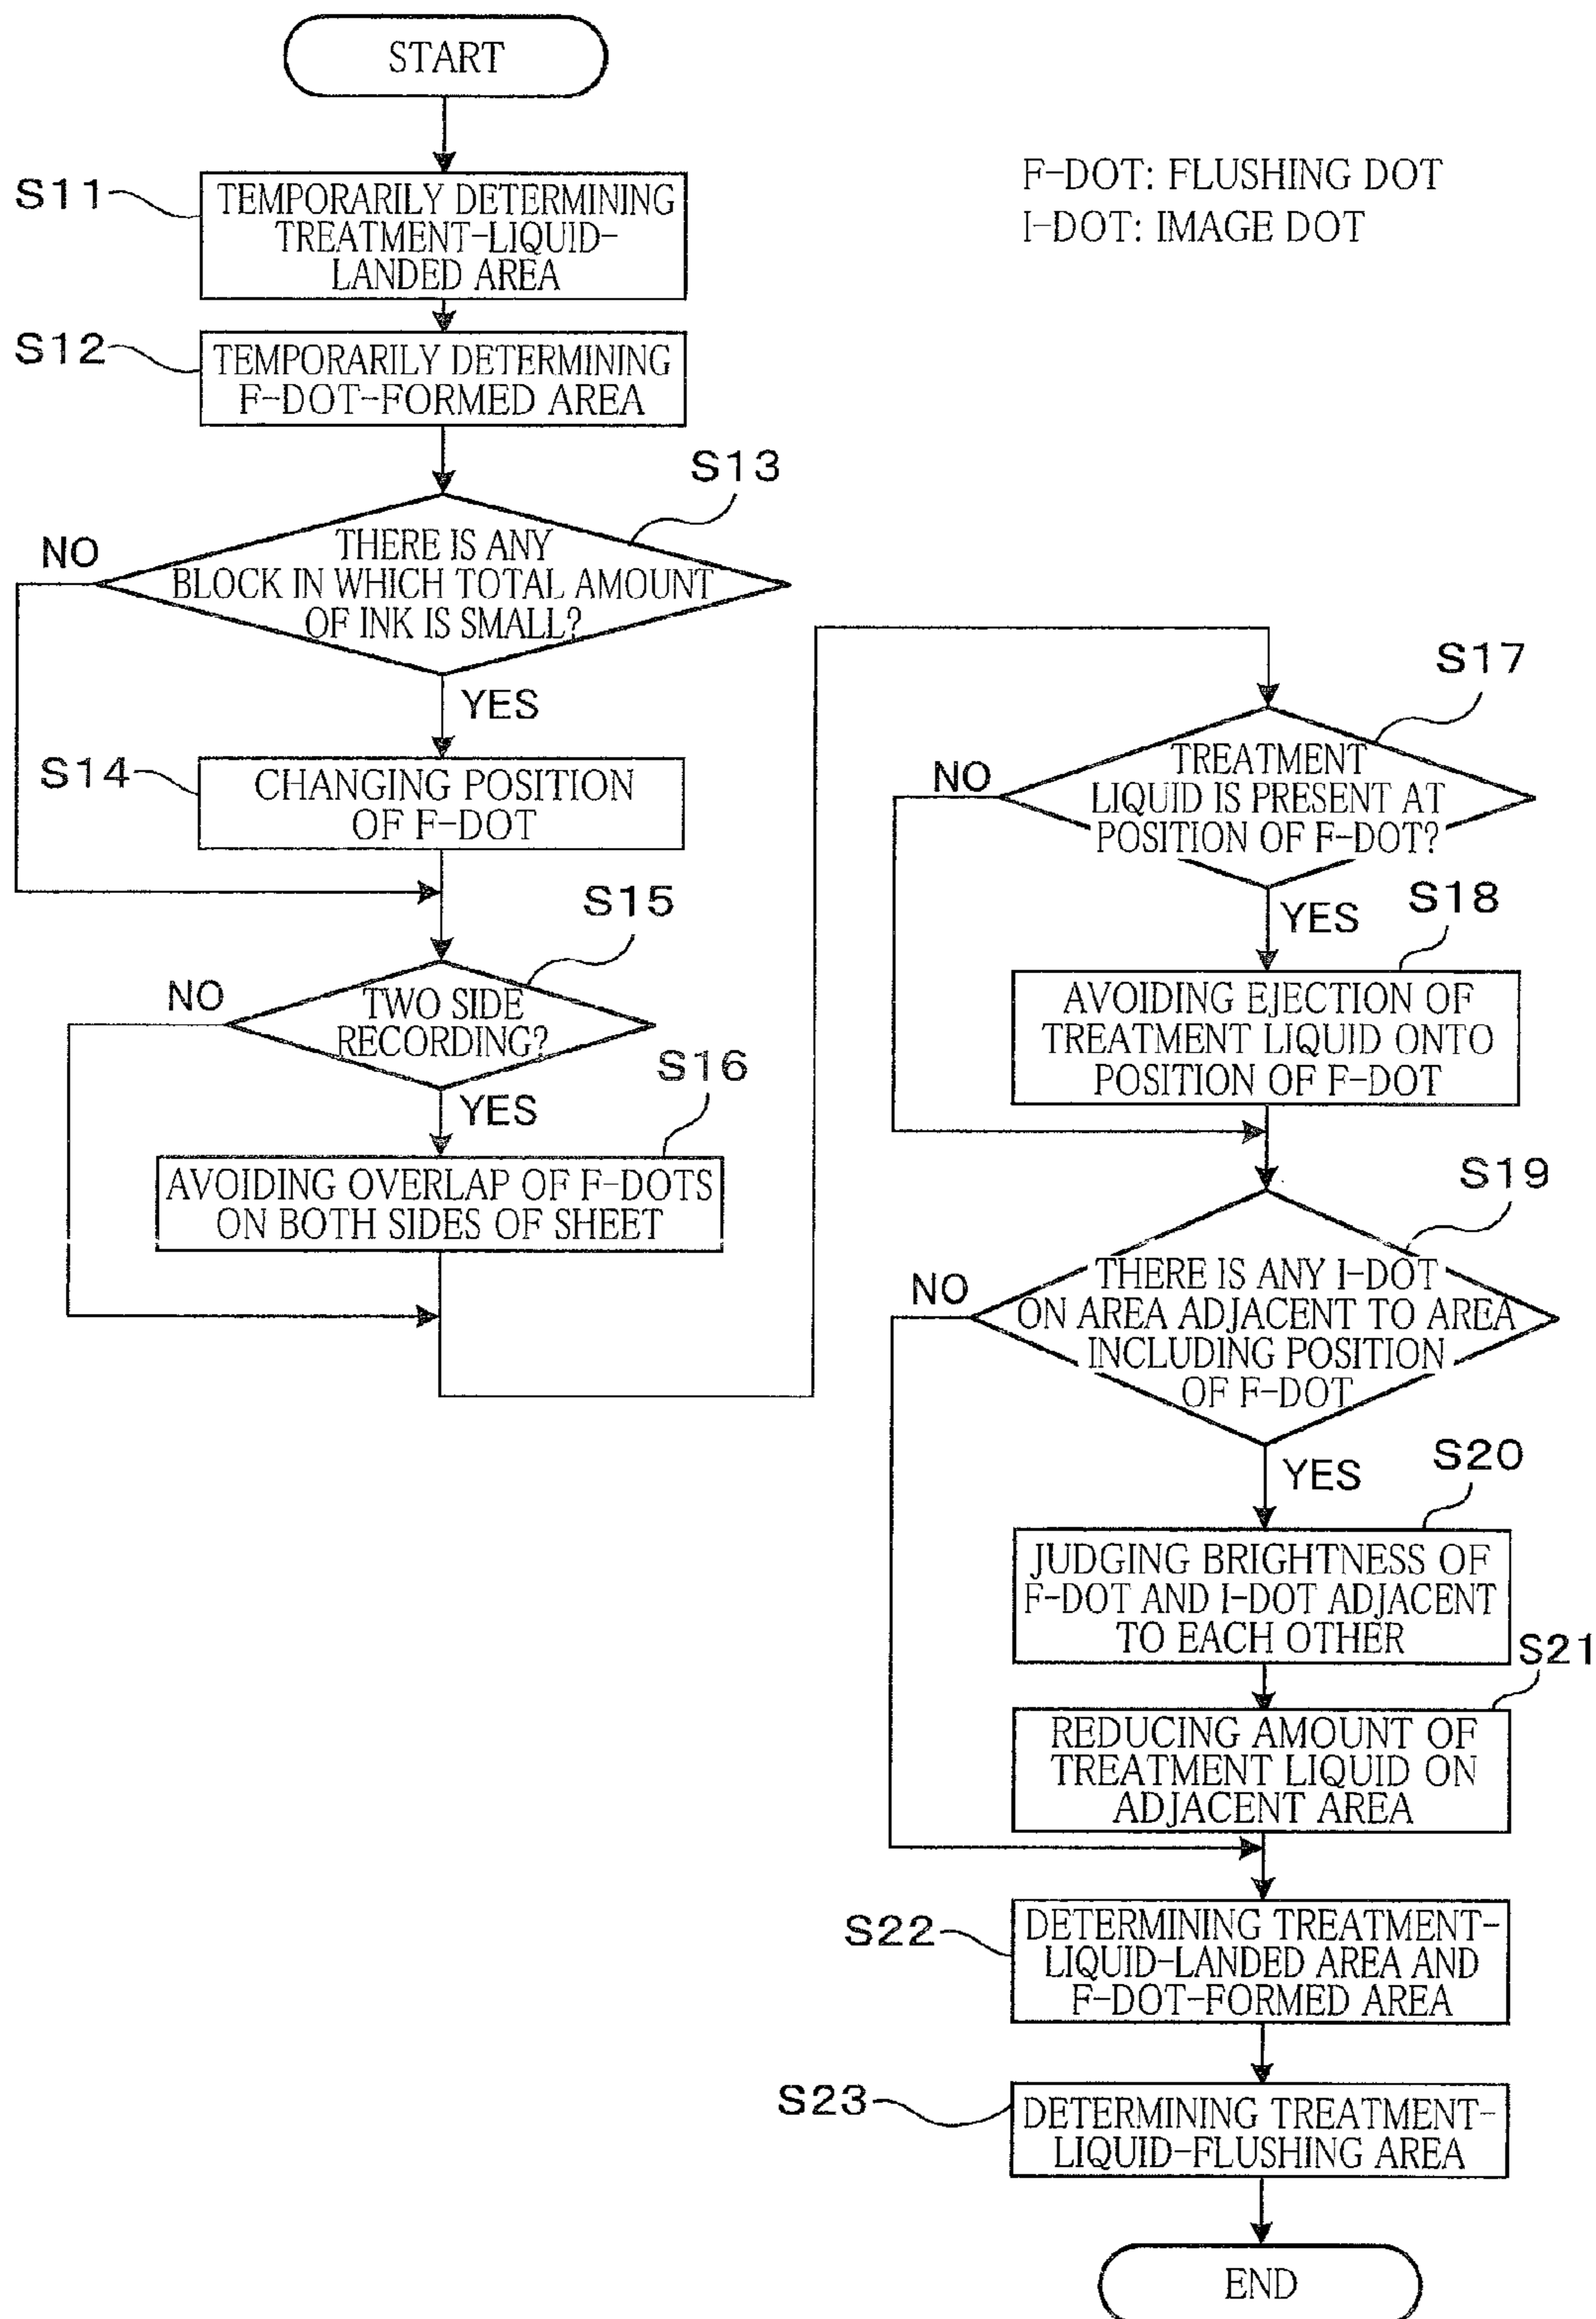 START
F-DOT: FLUSHING DOT
I-DOT: IMAGE DOT
S11
TEMPORARILY DETERMINING
TREATMENT-LIQUID-
LANDED AREA
S12
TEMPORARILY DETERMINING
F-DOT-FORMED AREA
S13
NO
THERE IS ANY
BLOCK IN WHICH TOTAL AMOUNT
OF INK IS SMALL?
YES
S14
CHANGING POSITION
OF F-DOT
S15
NO
TWO SIDE
RECORDING?
S16
YES
AVOIDING OVERLAP OF F-DOTS
ON BOTH SIDES OF SHEET
S17
NO
TREATMENT
LIQUID IS PRESENT AT
POSITION OF F-DOT?
YES
S18
AVOIDING EJECTION OF
TREATMENT LIQUID ONTO
POSITION OF F-DOT
S19
NO
THERE IS ANY I-DOT
ON AREA ADJACENT TO AREA
INCLUDING POSITION
OF F-DOT
YES
S20
JUDGING BRIGHTNESS OF
F-DOT AND I-DOT ADJACENT
TO EACH OTHER
S21
REDUCING AMOUNT OF
TREATMENT LIQUID ON
ADJACENT AREA
S22
DETERMINING TREATMENT-
LIQUID-LANDED AREA AND
F-DOT-FORMED AREA
S23
DETERMINING TREATMENT-
LIQUID-FLUSHING AREA
END